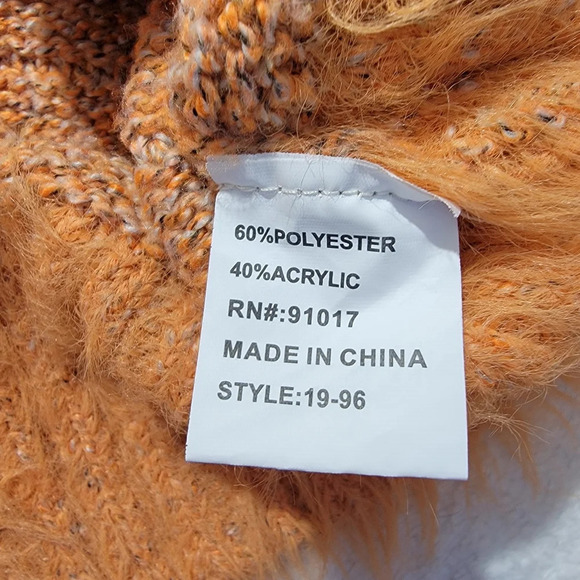 60%POLYESTER
40%ACRYLIC
RN#:91017
MADE IN CHINA
STYLE:19-96